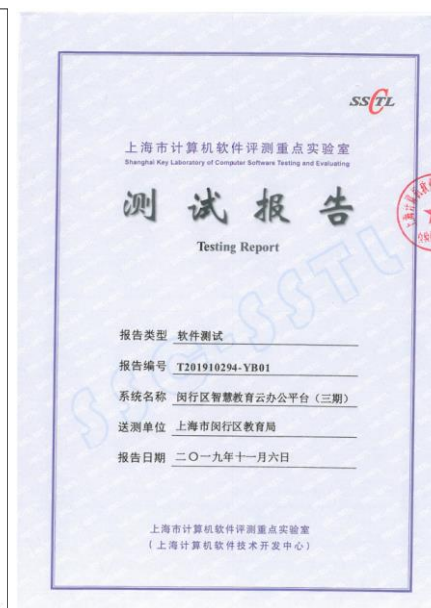 SSCTL
上海市计算机软件评测重点实验室
Shanghai Key Laboratory of Computer Software Testing and Evaluating
测试报告
Testing Report
报告类型 软件测试
报告编号 T201910294-YB01
系统名称 闵行区智慧教育云办公平台（三期）
送测单位 上海市闵行区教育局
报告日期 二〇一九年十一月六日
上海市计算机软件评测重点实验室
（上海计算机软件技术开发中心）